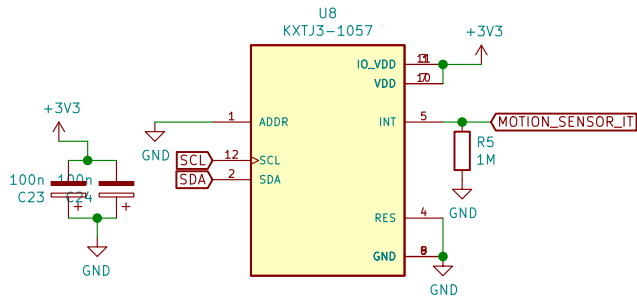 U8
KXTJ3-1057
+3V3
IO_VDD
VDD 10
1 ADDR
INT 5
MOTION_SENSOR_IT
GND
R5
1M
+3V3
SCL 12 SCL
SDA 2 SDA
100n 100n
C23 C24
+ +
GND
RES 4
GND
GND
GND